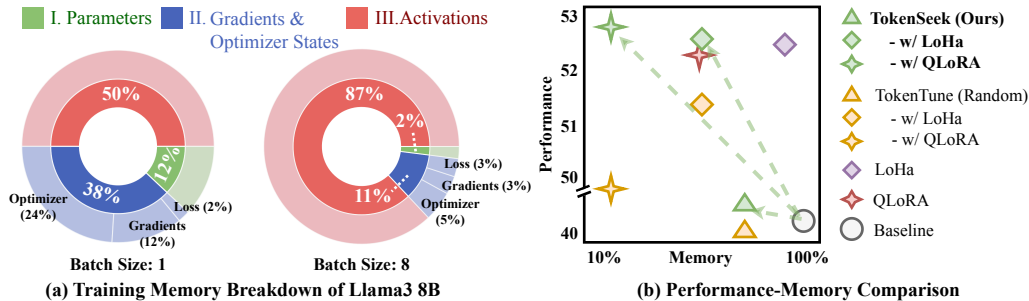 I. Parameters
II. Gradients & Optimizer States
III. Activations
50%
38%
12%
Optimizer (24%)
Gradients (12%)
Loss (2%)
Batch Size: 1
87%
2%
11%
Loss (3%)
Gradients (3%)
Optimizer (5%)
Batch Size: 8
(a) Training Memory Breakdown of Llama3 8B
Performance
53
52
51
50
40
10%
Memory
100%
TokenSeek (Ours)
- w/ LoHa
- w/ QLoRA
TokenTune (Random)
- w/ LoHa
- w/ QLoRA
LoHa
QLoRA
Baseline
(b) Performance-Memory Comparison